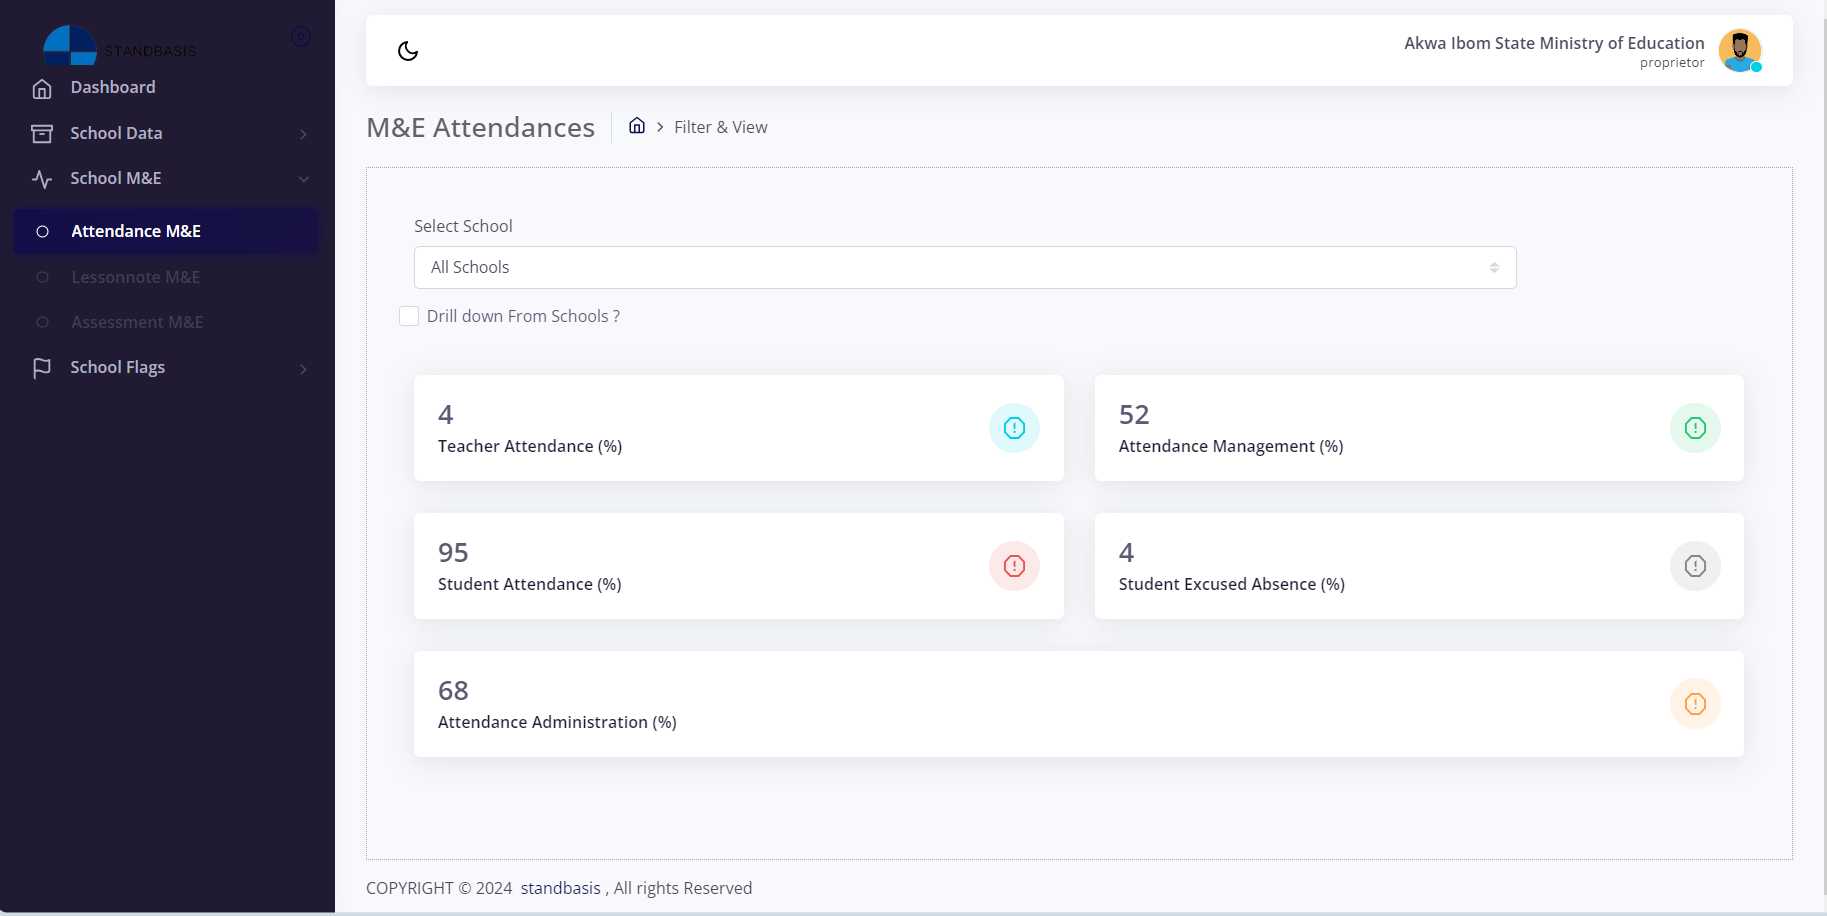 STANDBASIS
Dashboard
School Data
School M&E
Attendance M&E
Lessonnote M&E
Assessment M&E
School Flags
Akwa Ibom State Ministry of Education
proprietor
M&E Attendances
Filter & View
Select School
All Schools
Drill down From Schools ?
4
Teacher Attendance (%)
52
Attendance Management (%)
95
Student Attendance (%)
4
Student Excused Absence (%)
68
Attendance Administration (%)
COPYRIGHT © 2024 standbasis , All rights Reserved